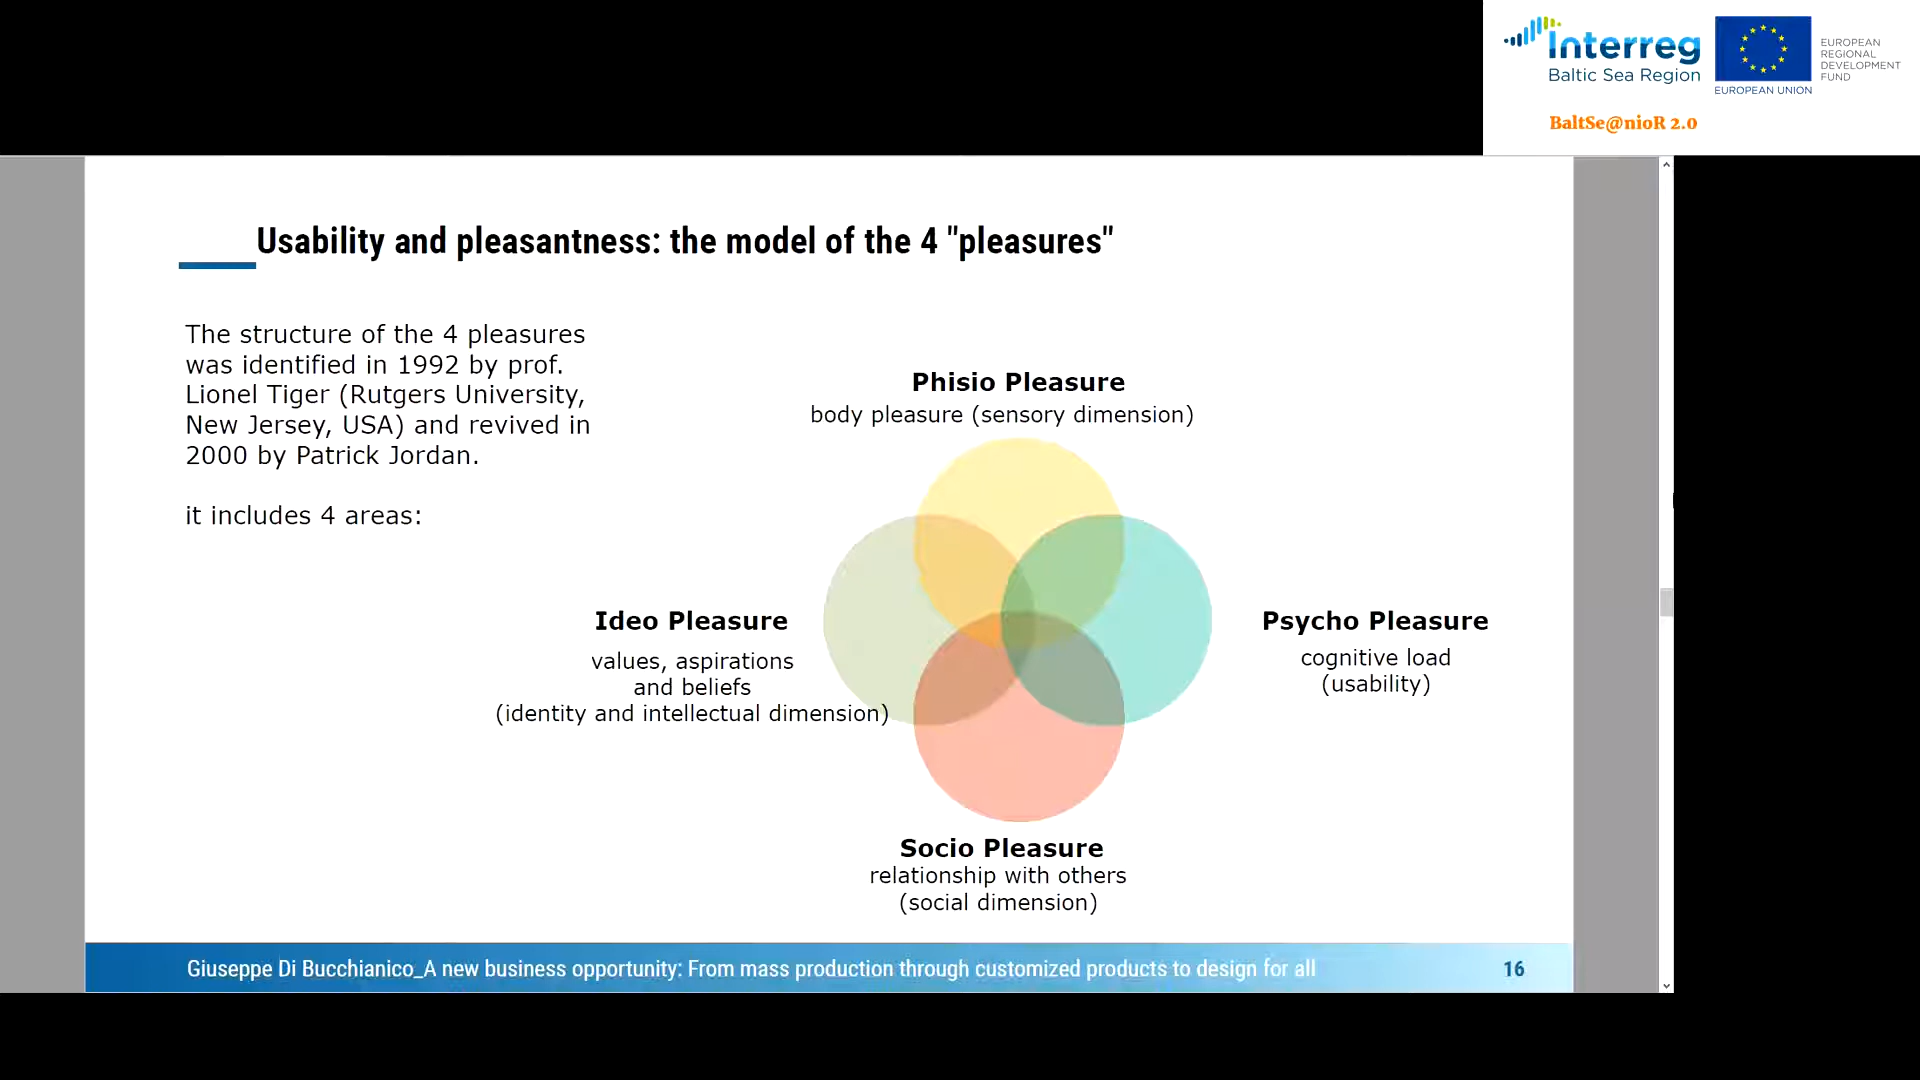 Interreg
Baltic Sea Region
EUROPEAN UNION
EUROPEAN
REGIONAL
DEVELOPMENT
FUND
BaltSe@nioR 2.0
Usability and pleasantness: the model of the 4 "pleasures"
The structure of the 4 pleasures
was identified in 1992 by prof.
Lionel Tiger (Rutgers University,
New Jersey, USA) and revived in
2000 by Patrick Jordan.
it includes 4 areas:
Phisio Pleasure
body pleasure (sensory dimension)
Ideo Pleasure
values, aspirations
and beliefs
(identity and intellectual dimension)
Psycho Pleasure
cognitive load
(usability)
Socio Pleasure
relationship with others
(social dimension)
Giuseppe Di Bucchianico_A new business opportunity: From mass production through customized products to design for all
16